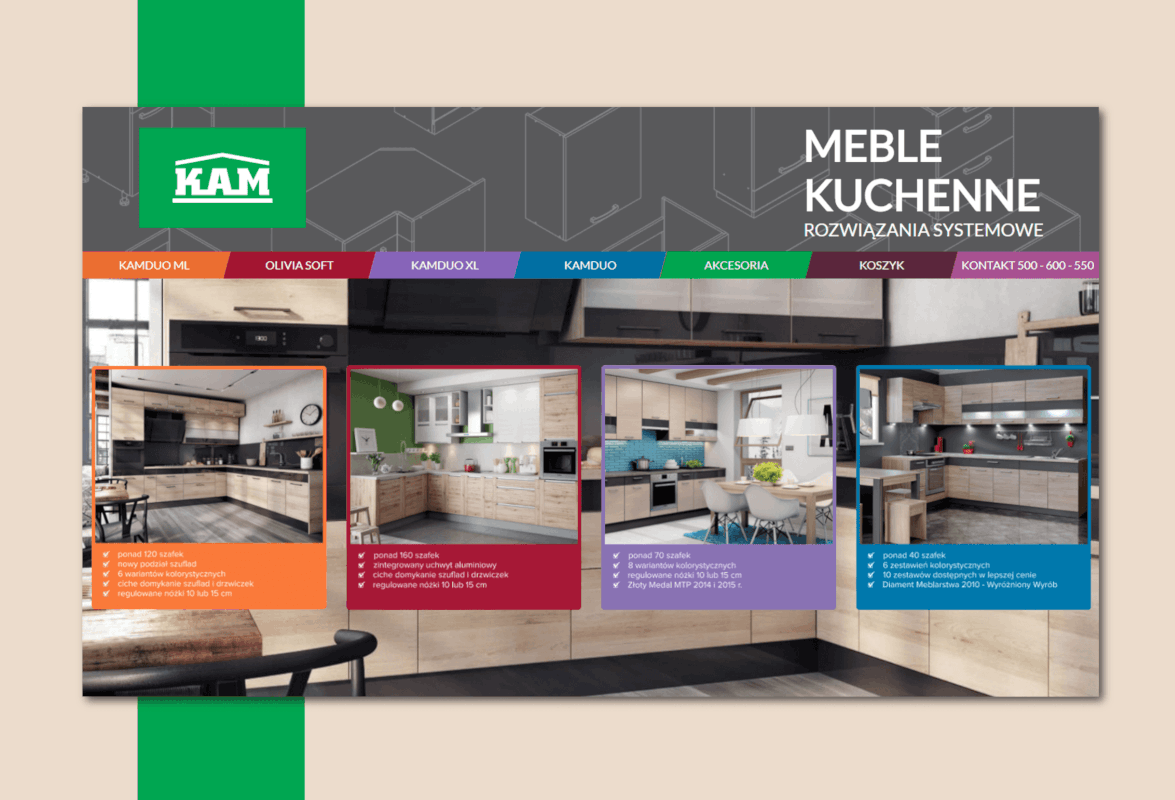 KAM
MEBLE
KUCHENNE
ROZWIĄZANIA SYSTEMOWE
KAMDUO ML
OLIVIA SOFT
KAMDUO XL
KAMDUO
AKCESORIA
KOSZYK
KONTAKT 500 - 600 - 550
ponad 120 szafek
nowy podział szuflad
6 wariantów kolorystycznych
ciche domykanie szuflad i drzwiczek
regulowane nóżki 10 lub 15 cm
ponad 160 szafek
zintegrowany uchwyt aluminiowy
ciche domykanie szuflad i drzwiczek
regulowane nóżki 10 lub 15 cm
ponad 70 szafek
8 wariantów kolorystycznych
regulowane nóżki 10 lub 15 cm
Złoty Medal MTP 2014 i 2015 r.
ponad 40 szafek
6 zestawień kolorystycznych
10 zestawów dostępnych w lepszej cenie
Diament Meblarstwa 2010 - Wyróżniony Wyrób